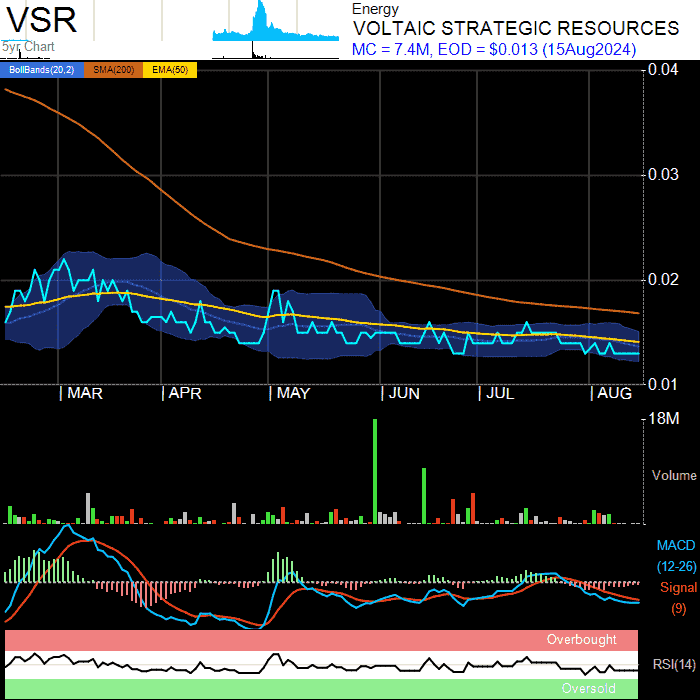 VSR
5yr Chart
Energy
VOLTAIC STRATEGIC RESOURCES
MC = 7.4M, EOD = $0.013 (15Aug2024)
BollBands(20,2) SMA(200) EMA(50)
0.04
0.03
0.02
0.01
MAR APR MAY JUN JUL AUG
18M
Volume
MACD
(12-26)
Signal
(9)
Overbought
RSI(14)
Oversold